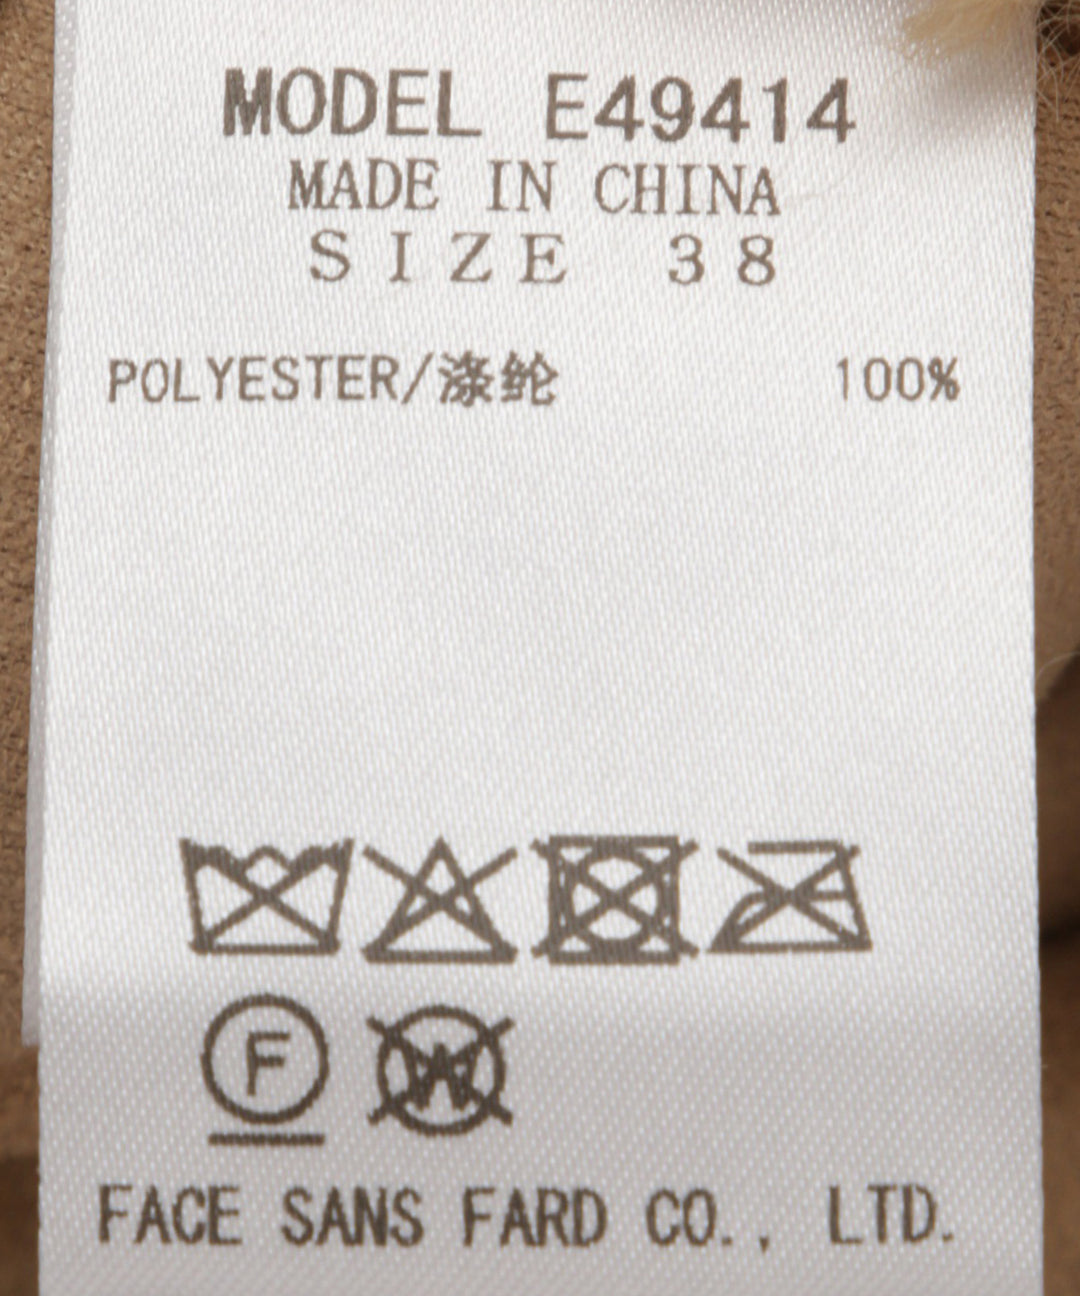 MODEL E49414
MADE IN CHINA
SIZE 38
POLYESTER/涤纶 100%
F
W
FACE SANS FARD CO., LTD.